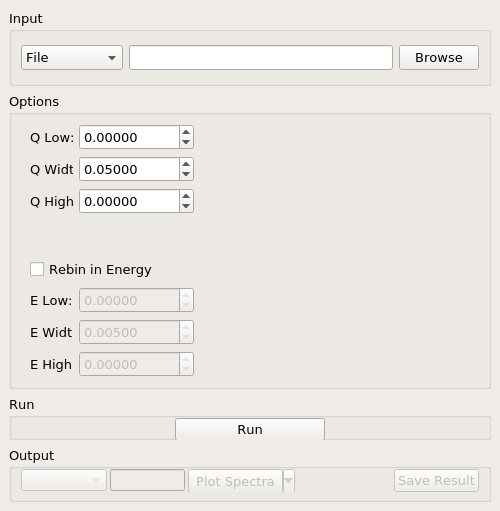 Input
File Browse
Options
Q Low: 0.00000
Q Widt 0.05000
Q High 0.00000
Rebin in Energy
E Low: 0.00000
E Widt 0.00500
E High 0.00000
Run
Run
Output
Plot Spectra Save Result